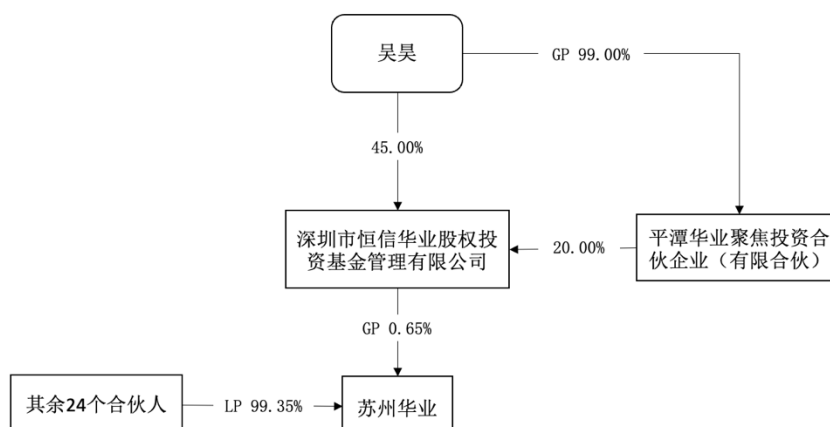 吴昊
GP 99.00%
45.00%
深圳市恒信华业股权投
资基金管理有限公司
20.00%
平潭华业聚焦投资合
伙企业（有限合伙）
GP 0.65%
其余24个合伙人
LP 99.35%
苏州华业